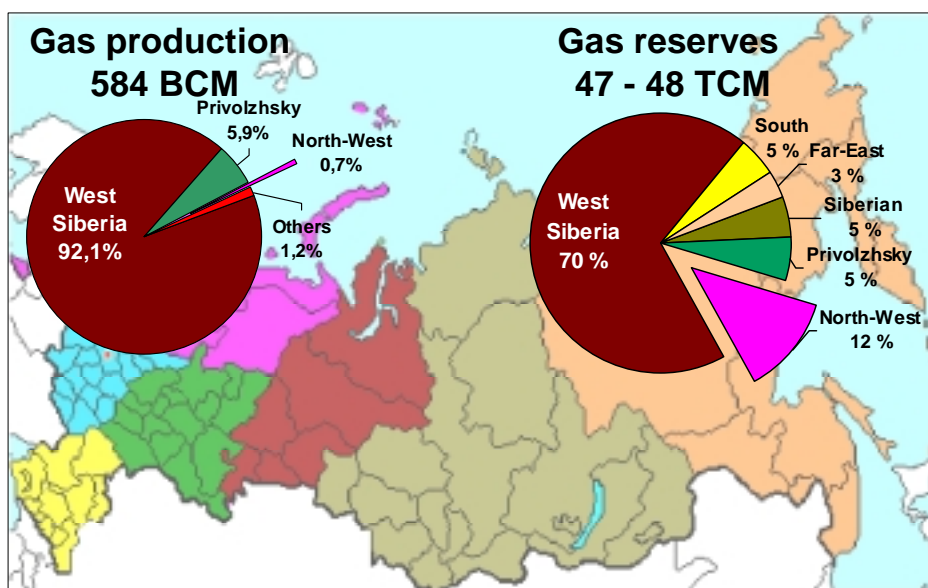 Gas production
584 BCM
Privolzhsky
5,9%
North-West
0,7%
West
Siberia
92,1%
Others
1,2%
Gas reserves
47 - 48 TCM
South
5 %
Far-East
3 %
West
Siberia
70 %
Siberian
5 %
Privolzhsky
5 %
North-West
12 %